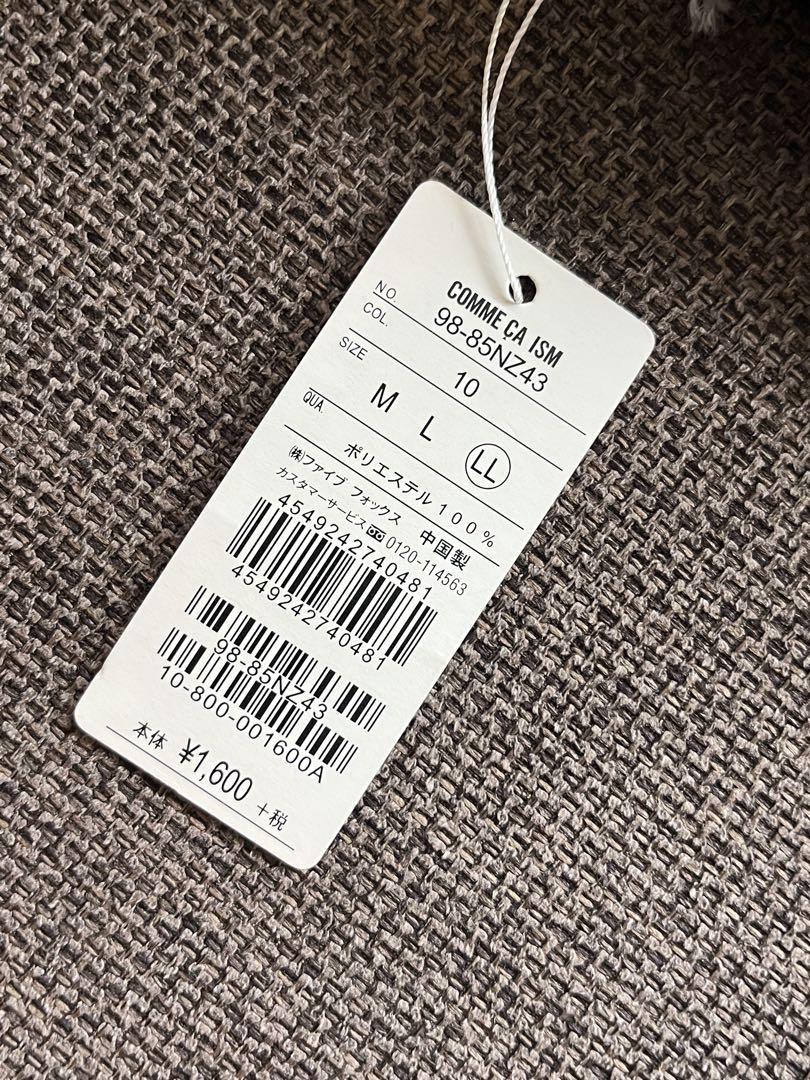 COMME ÇA ISM
NO. 98-85NZ43
COL. 10
SIZE M L LL
QUA. ポリエステル 100%
㈱ファイブ フォックス 中国製
カスタマーサービス 0120-114563
4549242740481
4549242740481
98-85NZ43
10-800-001600A
本体 ¥1,600 +税